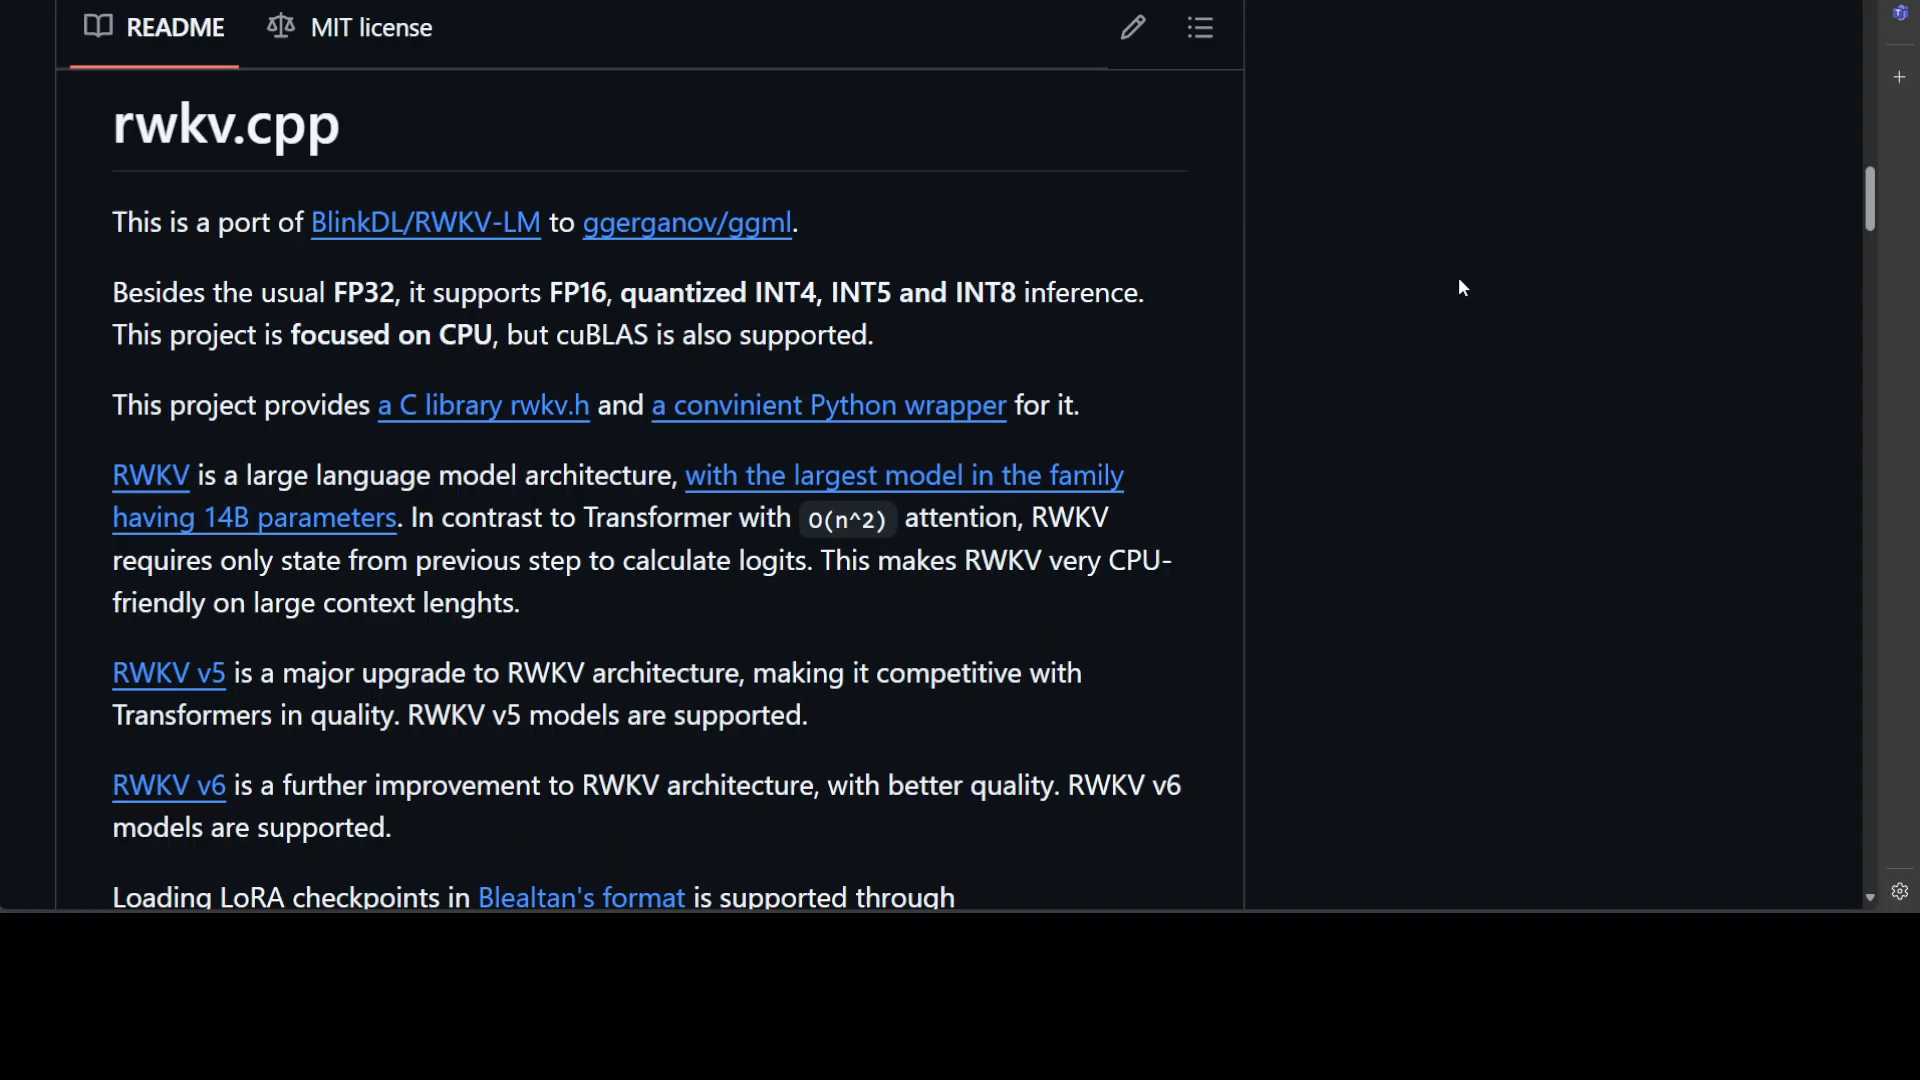 README MIT license
rwkv.cpp
This is a port of BlinkDL/RWKV-LM to ggerganov/ggml.
Besides the usual FP32, it supports FP16, quantized INT4, INT5 and INT8 inference.
This project is focused on CPU, but cuBLAS is also supported.
This project provides a C library rwkv.h and a convinient Python wrapper for it.
RWKV is a large language model architecture, with the largest model in the family
having 14B parameters. In contrast to Transformer with O(n^2) attention, RWKV
requires only state from previous step to calculate logits. This makes RWKV very CPU-
friendly on large context lenghts.
RWKV v5 is a major upgrade to RWKV architecture, making it competitive with
Transformers in quality. RWKV v5 models are supported.
RWKV v6 is a further improvement to RWKV architecture, with better quality. RWKV v6
models are supported.
Loading LoRA checkpoints in Blealtan's format is supported through